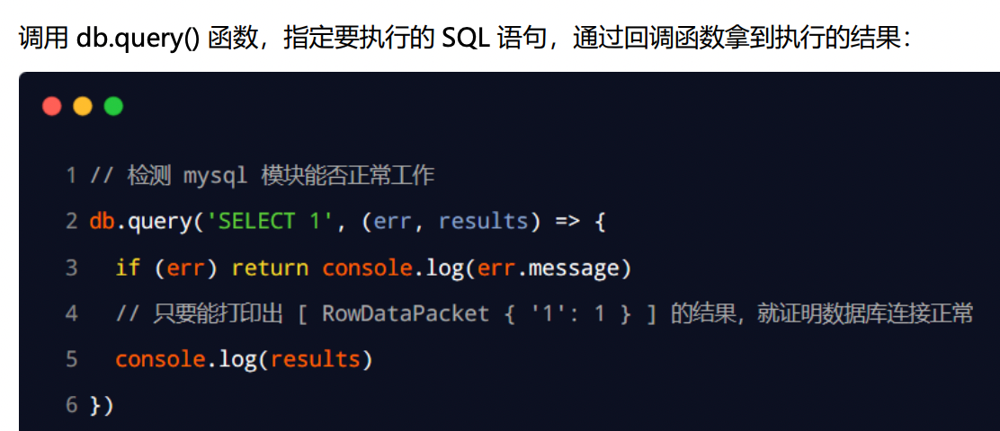 调用 db.query() 函数，指定要执行的 SQL 语句，通过回调函数拿到执行的结果：
1 // 检测 mysql 模块能否正常工作
2 db.query('SELECT 1', (err, results) => {
3   if (err) return console.log(err.message)
4   // 只要能打印出 [ RowDataPacket { '1': 1 } ] 的结果，就证明数据库连接正常
5   console.log(results)
6 })